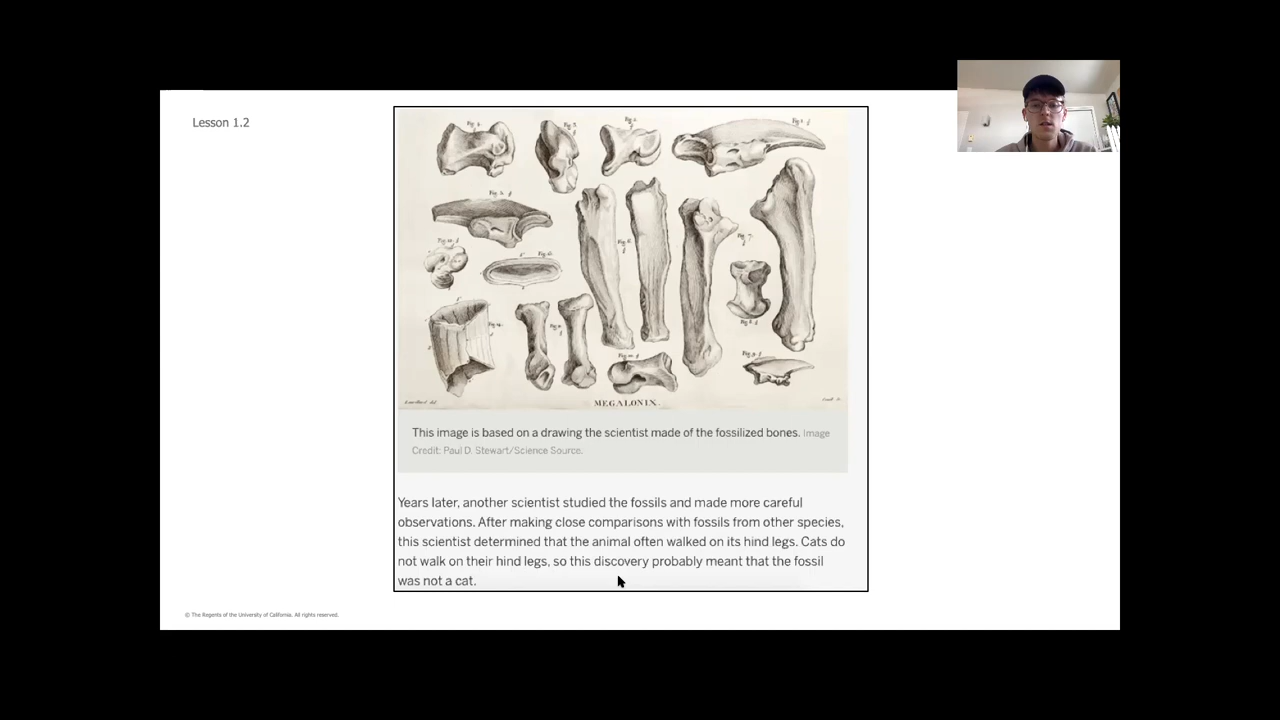 Lesson 1.2
MEGALONIX.
This image is based on a drawing the scientist made of the fossilized bones. Image
Credit: Paul D. Stewart/Science Source.
Years later, another scientist studied the fossils and made more careful
observations. After making close comparisons with fossils from other species,
this scientist determined that the animal often walked on its hind legs. Cats do
not walk on their hind legs, so this discovery probably meant that the fossil
was not a cat.
© The Regents of the University of California. All rights reserved.